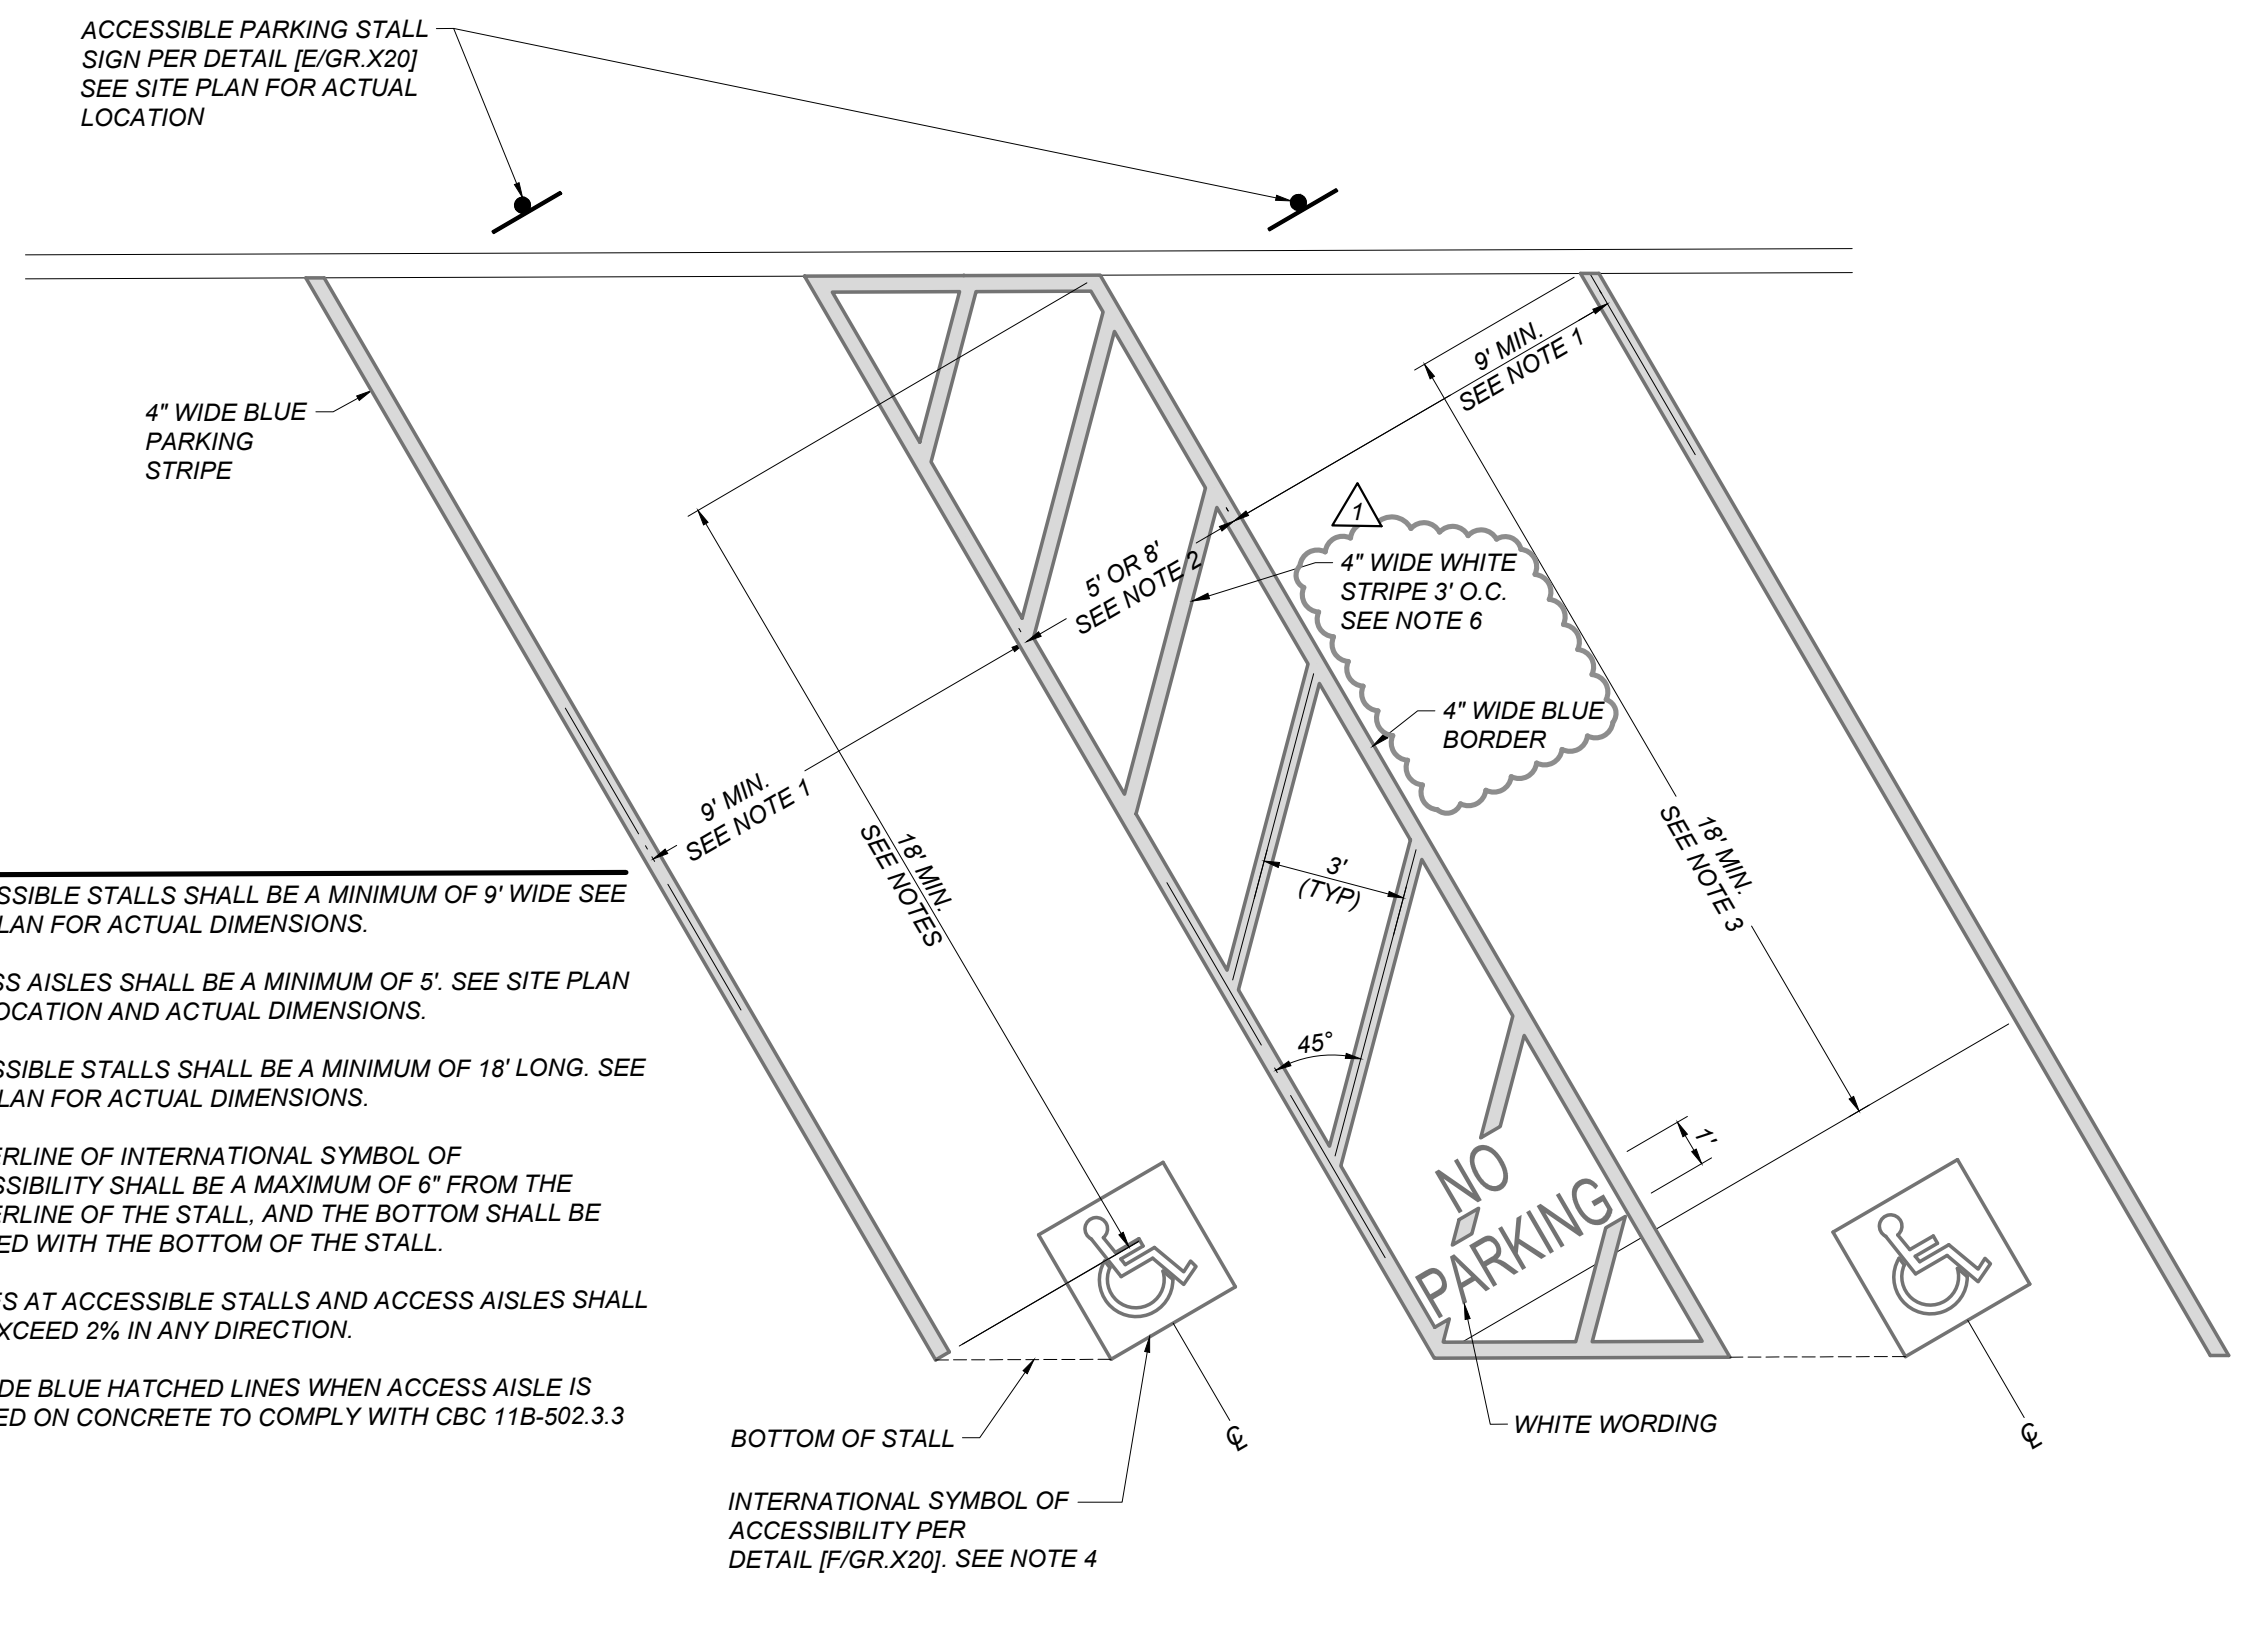 ACCESSIBLE PARKING STALL
SIGN PER DETAIL [E/GR.X20]
SEE SITE PLAN FOR ACTUAL
LOCATION
4" WIDE BLUE
PARKING
STRIPE
9' MIN.
SEE NOTE 1
5' OR 8'
SEE NOTE 2
1
4" WIDE WHITE
STRIPE 3' O.C.
SEE NOTE 6
4" WIDE BLUE
BORDER
9' MIN.
SEE NOTE 1
18' MIN.
SEE NOTES
18' MIN.
SEE NOTE 3
3'
(TYP)
45°
1'
NO
PARKING
SSIBLE STALLS SHALL BE A MINIMUM OF 9' WIDE SEE
LAN FOR ACTUAL DIMENSIONS.
SS AISLES SHALL BE A MINIMUM OF 5'. SEE SITE PLAN
OCATION AND ACTUAL DIMENSIONS.
SSIBLE STALLS SHALL BE A MINIMUM OF 18' LONG. SEE
LAN FOR ACTUAL DIMENSIONS.
ERLINE OF INTERNATIONAL SYMBOL OF
SSIBILITY SHALL BE A MAXIMUM OF 6" FROM THE
ERLINE OF THE STALL, AND THE BOTTOM SHALL BE
ED WITH THE BOTTOM OF THE STALL.
S AT ACCESSIBLE STALLS AND ACCESS AISLES SHALL
XCEED 2% IN ANY DIRECTION.
DE BLUE HATCHED LINES WHEN ACCESS AISLE IS
ED ON CONCRETE TO COMPLY WITH CBC 11B-502.3.3
BOTTOM OF STALL
℄
WHITE WORDING
℄
INTERNATIONAL SYMBOL OF
ACCESSIBILITY PER
DETAIL [F/GR.X20]. SEE NOTE 4